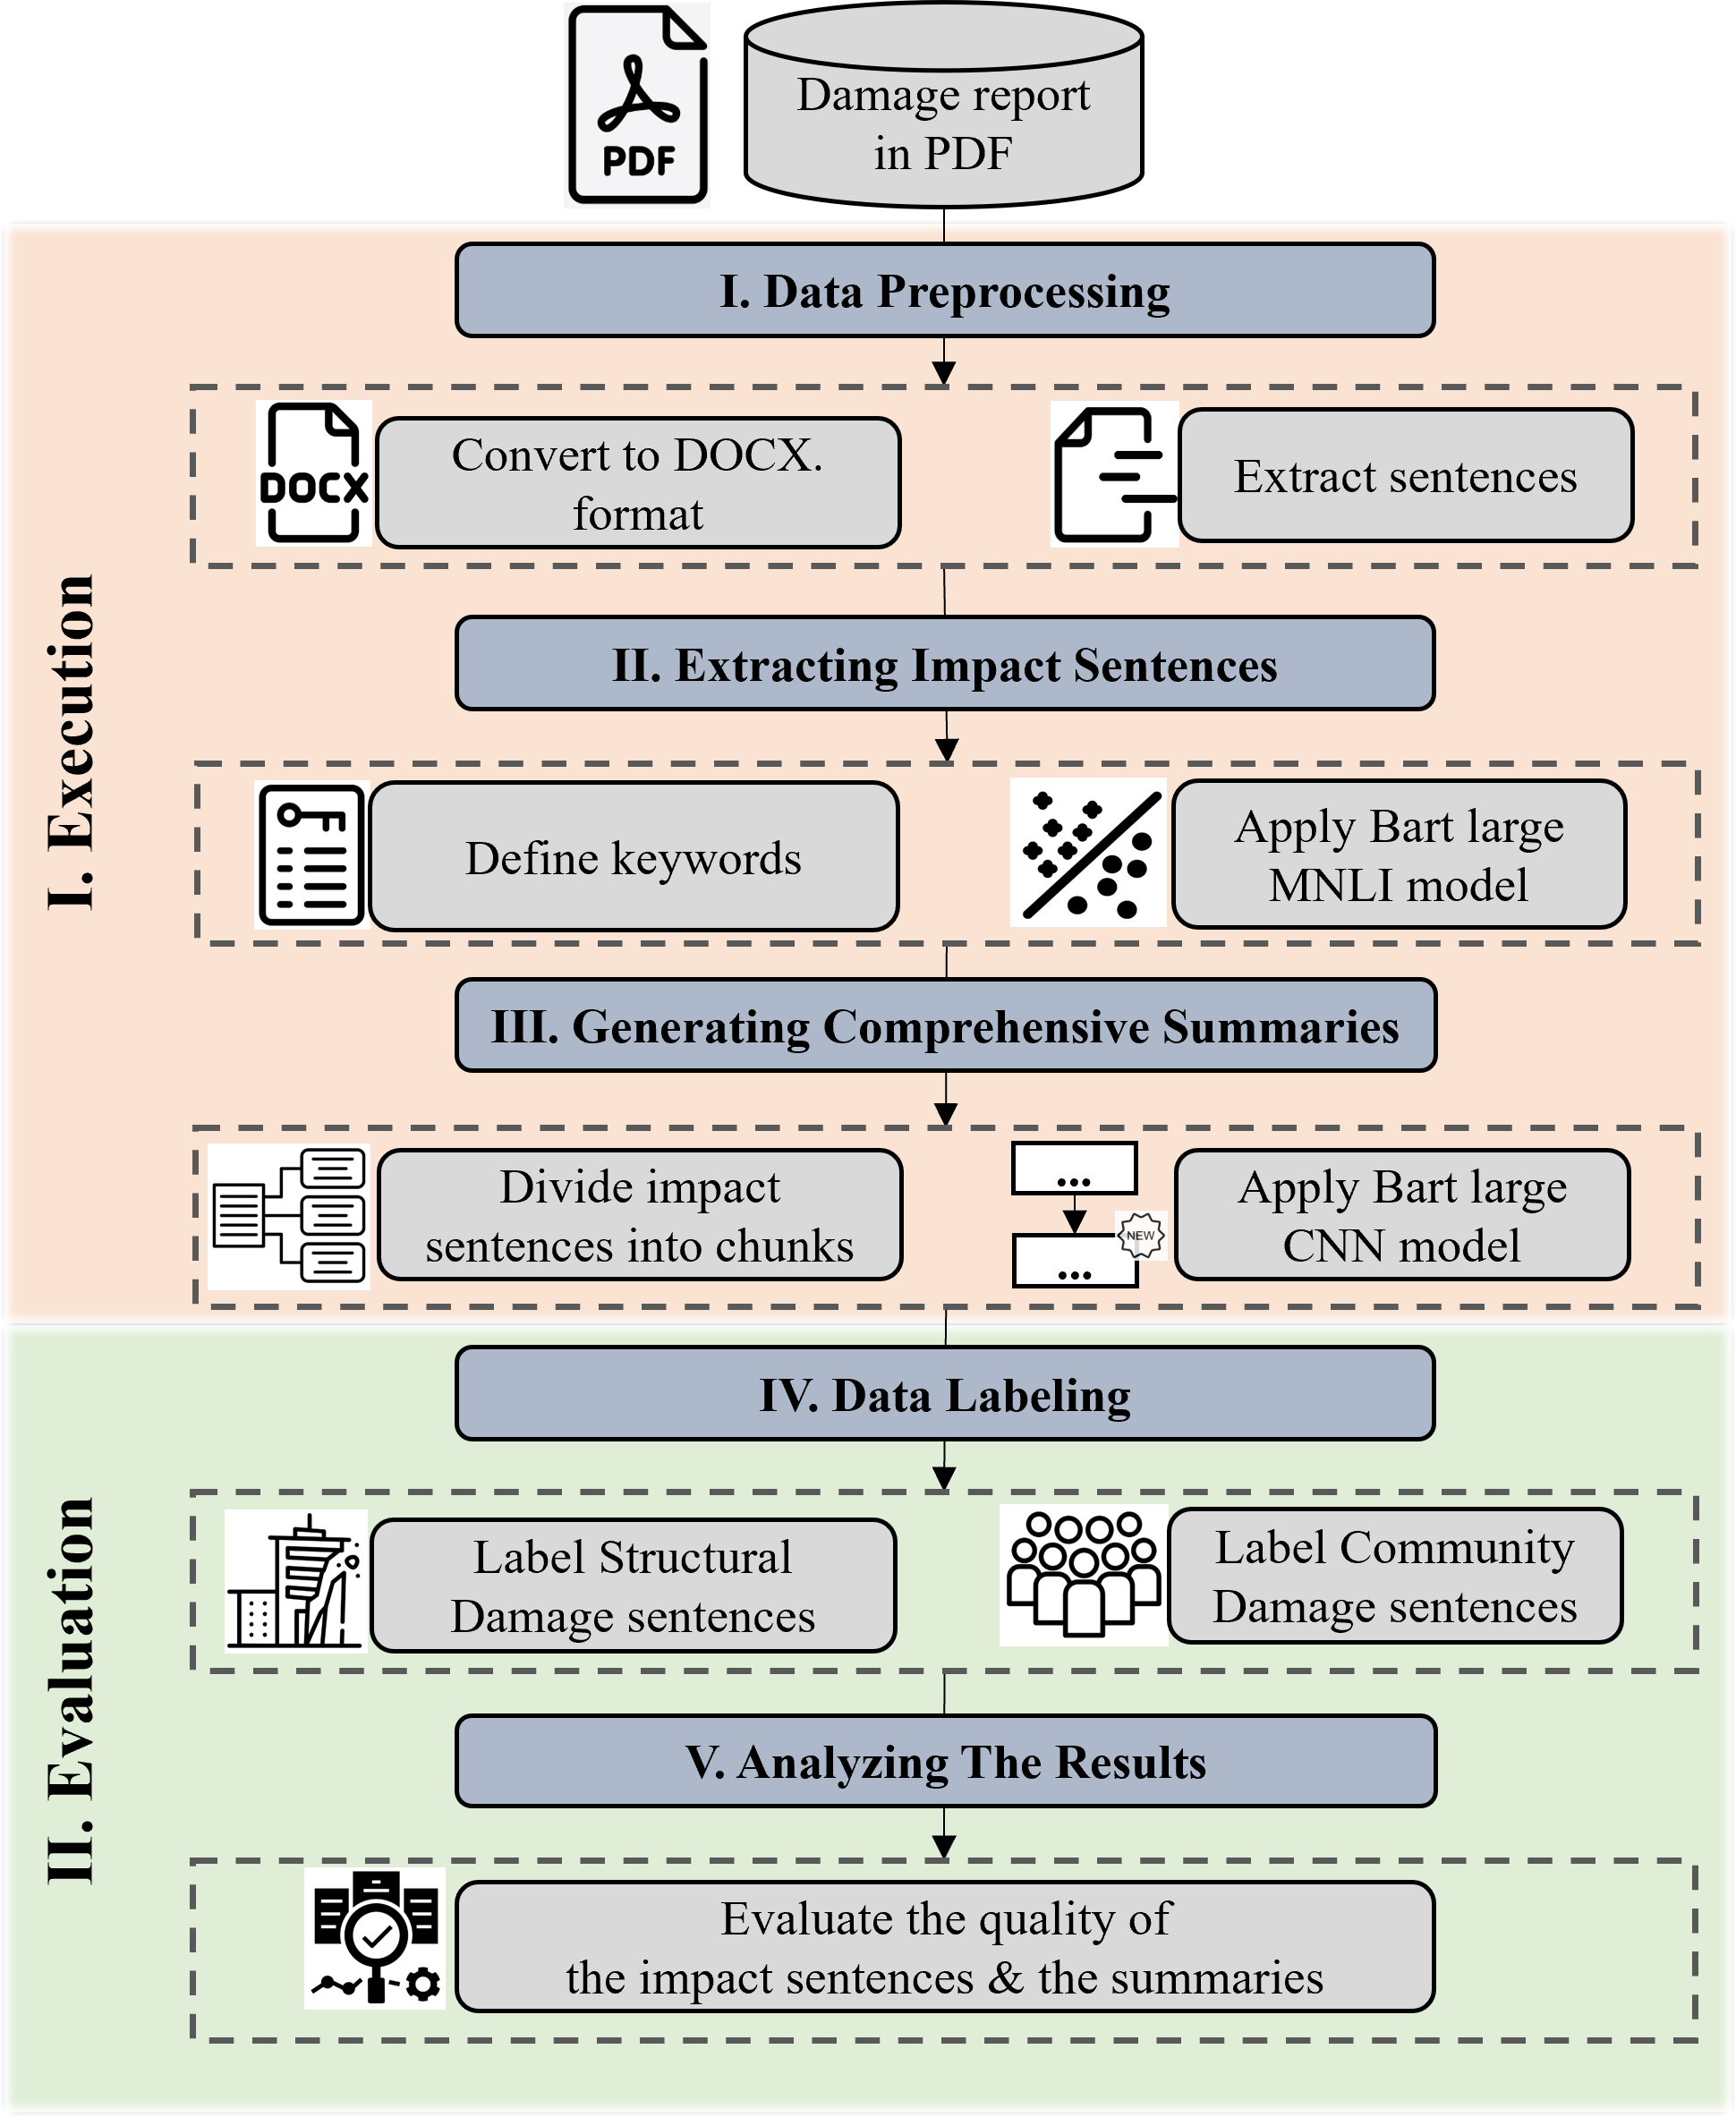 PDF
Damage report
in PDF
I. Execution
I. Data Preprocessing
DOCX
Convert to DOCX.
format
Extract sentences
II. Extracting Impact Sentences
Define keywords
Apply Bart large
MNLI model
III. Generating Comprehensive Summaries
Divide impact
sentences into chunks
...
NEW
...
Apply Bart large
CNN model
II. Evaluation
IV. Data Labeling
Label Structural
Damage sentences
Label Community
Damage sentences
V. Analyzing The Results
Evaluate the quality of
the impact sentences & the summaries